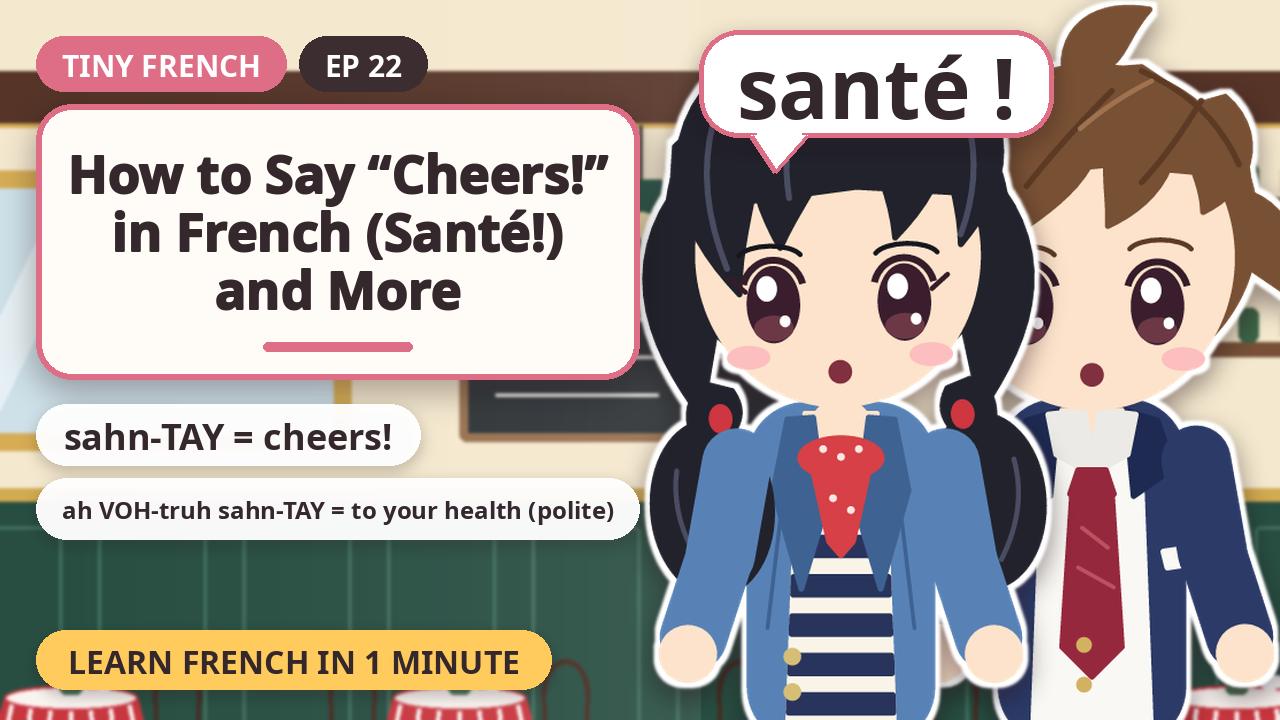 TINY FRENCH
EP 22
santé !
How to Say “Cheers!”
in French (Santé!)
and More
sahn-TAY = cheers!
ah VOH-truh sahn-TAY = to your health (polite)
LEARN FRENCH IN 1 MINUTE